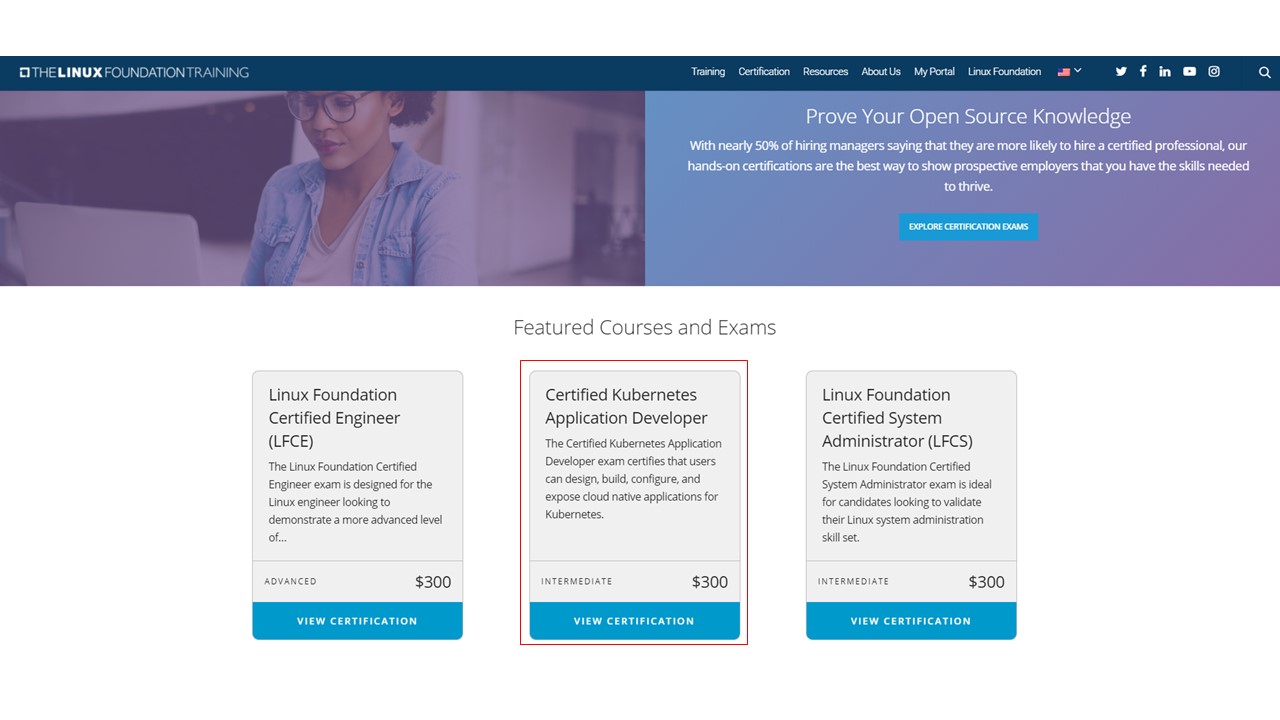 THE LINUX FOUNDATION TRAINING
Training Certification Resources About Us My Portal Linux Foundation
Prove Your Open Source Knowledge
With nearly 50% of hiring managers saying that they are more likely to hire a certified professional, our
hands-on certifications are the best way to show prospective employers that you have the skills needed
to thrive.
EXPLORE CERTIFICATION EXAMS
Featured Courses and Exams
Linux Foundation
Certified Engineer
(LFCE)
The Linux Foundation Certified
Engineer exam is designed for the
Linux engineer looking to
demonstrate a more advanced level
of...
ADVANCED $300
VIEW CERTIFICATION
Certified Kubernetes
Application Developer
The Certified Kubernetes Application
Developer exam certifies that users
can design, build, configure, and
expose cloud native applications for
Kubernetes.
INTERMEDIATE $300
VIEW CERTIFICATION
Linux Foundation
Certified System
Administrator (LFCS)
The Linux Foundation Certified
System Administrator exam is ideal
for candidates looking to validate
their Linux system administration
skill set.
INTERMEDIATE $300
VIEW CERTIFICATION